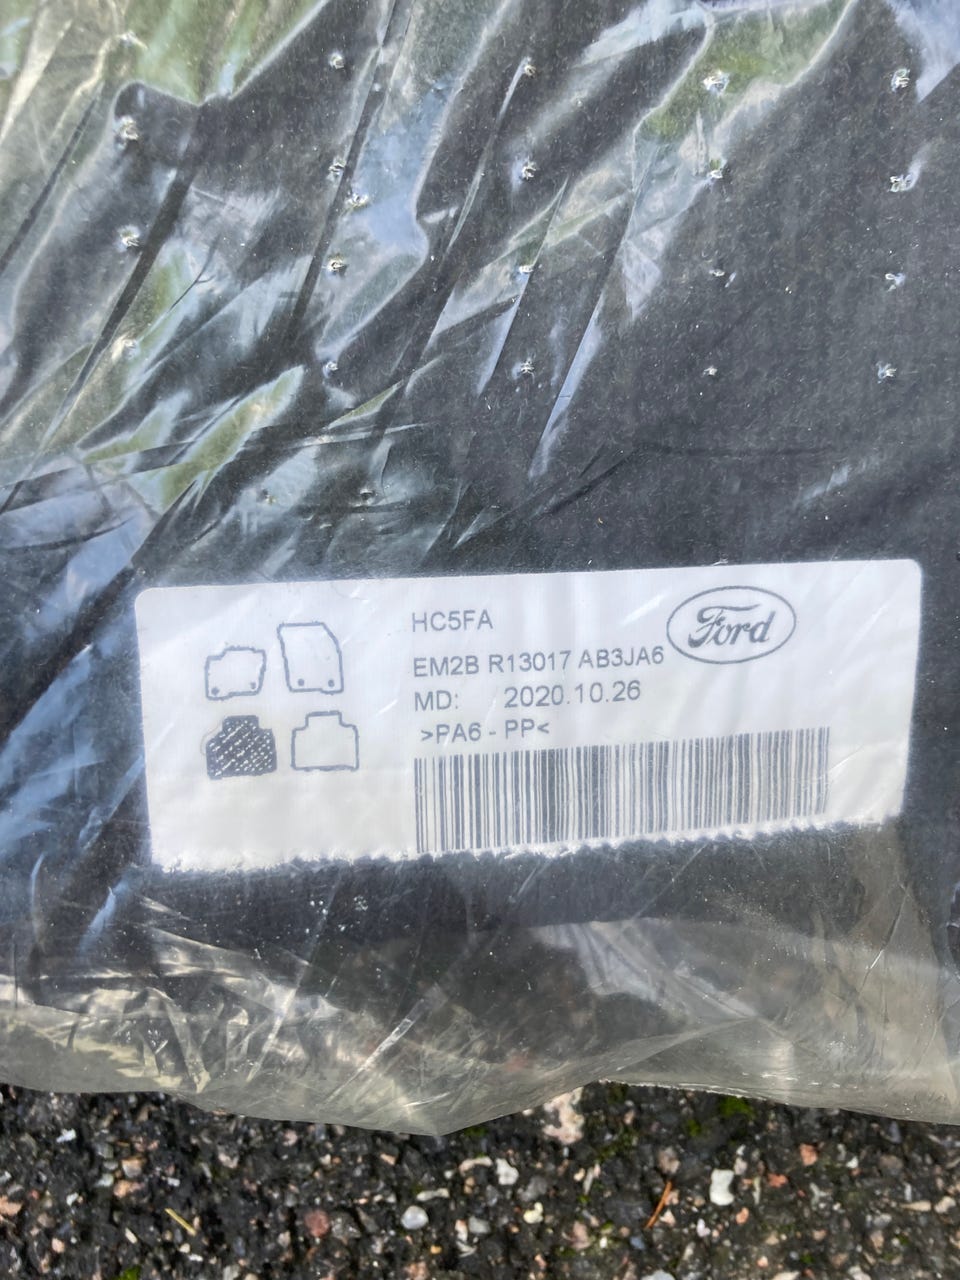 HC5FA
Ford
EM2B R13017 AB3JA6
MD: 2020.10.26
>PA6 - PP<